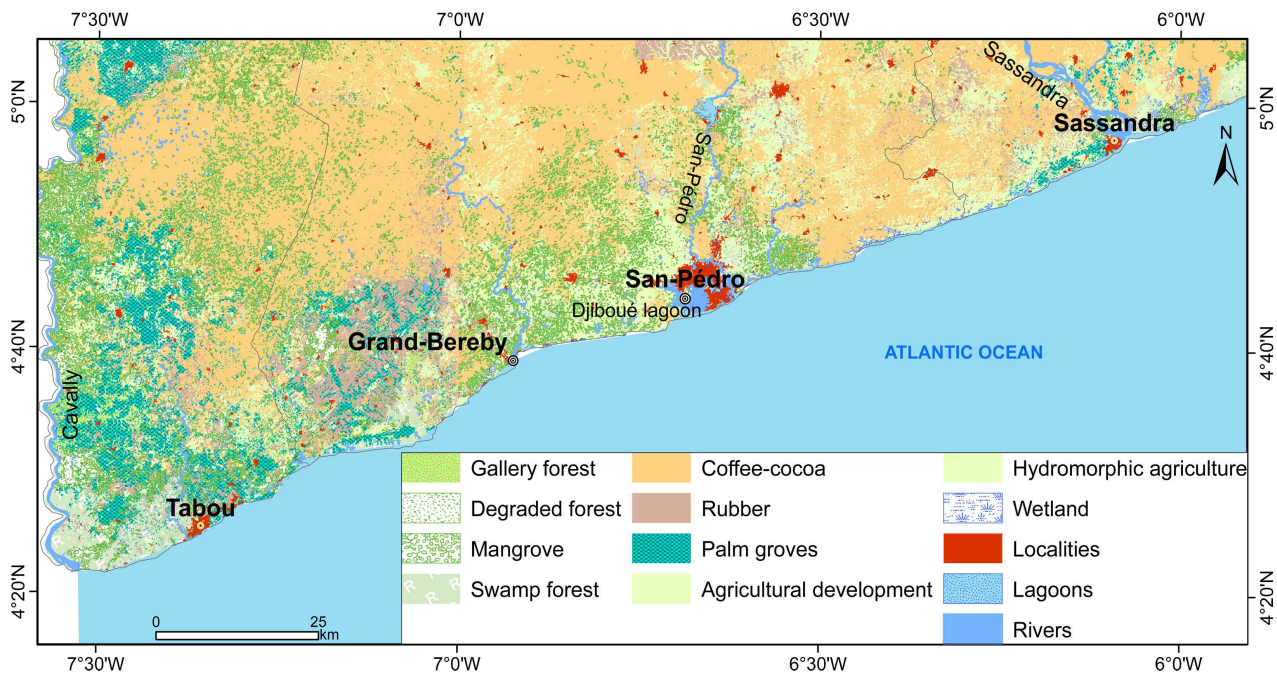 7°30'W 7°0'W 6°30'W 6°0'W
5°0'N
5°0'N
Sassandra
Sassandra
N
San-Pédro
San-Pédro
Djiboué lagoon
Grand-Bereby
4°40'N
4°40'N
ATLANTIC OCEAN
Cavally
Tabou
Gallery forest
Degraded forest
Mangrove
R R R R Swamp forest
Coffee-cocoa
Rubber
Palm groves
Agricultural development
Hydromorphic agriculture
Wetland
Localities
Lagoons
Rivers
4°20'N
4°20'N
0 25
km
7°30'W 7°0'W 6°30'W 6°0'W